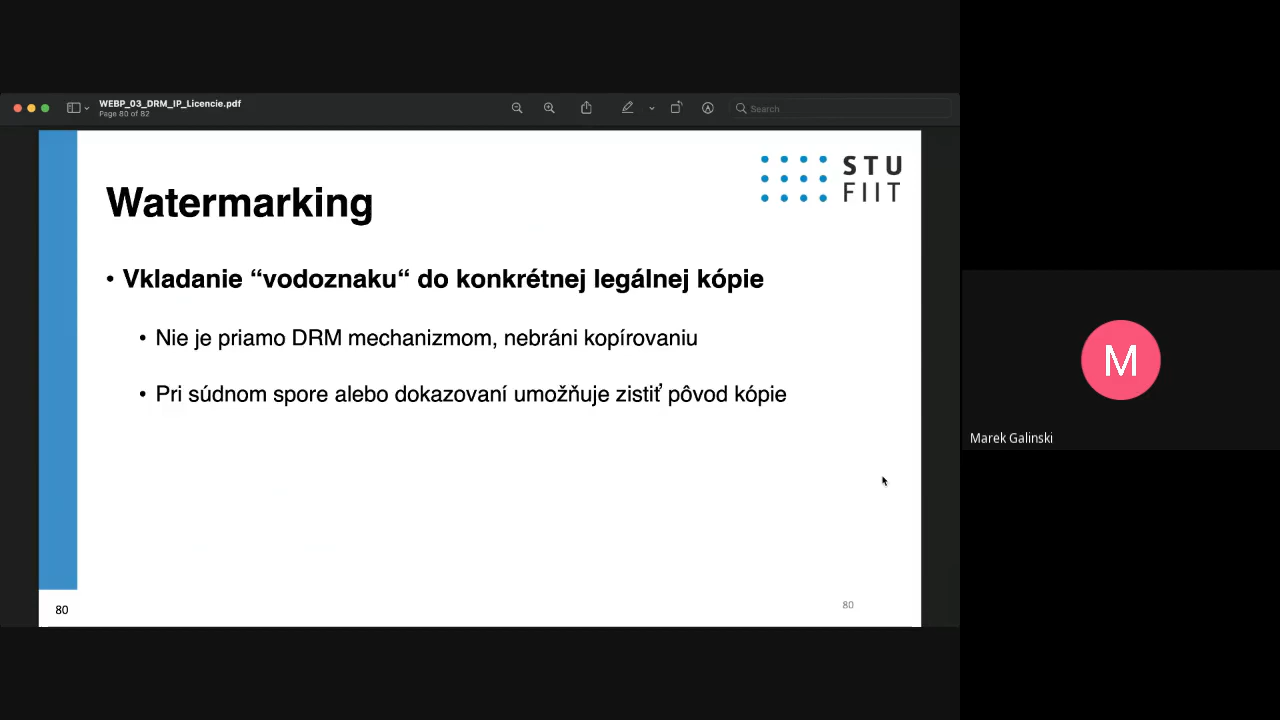 WEBP_03_DRM_IP_Licencie.pdf
Page 80 of 82
Search
STU
FIIT
Watermarking
• Vkladanie “vodoznaku“ do konkrétnej legálnej kópie
• Nie je priamo DRM mechanizmom, nebráni kopírovaniu
• Pri súdnom spore alebo dokazovaní umožňuje zistiť pôvod kópie
80
80
M
Marek Galinski